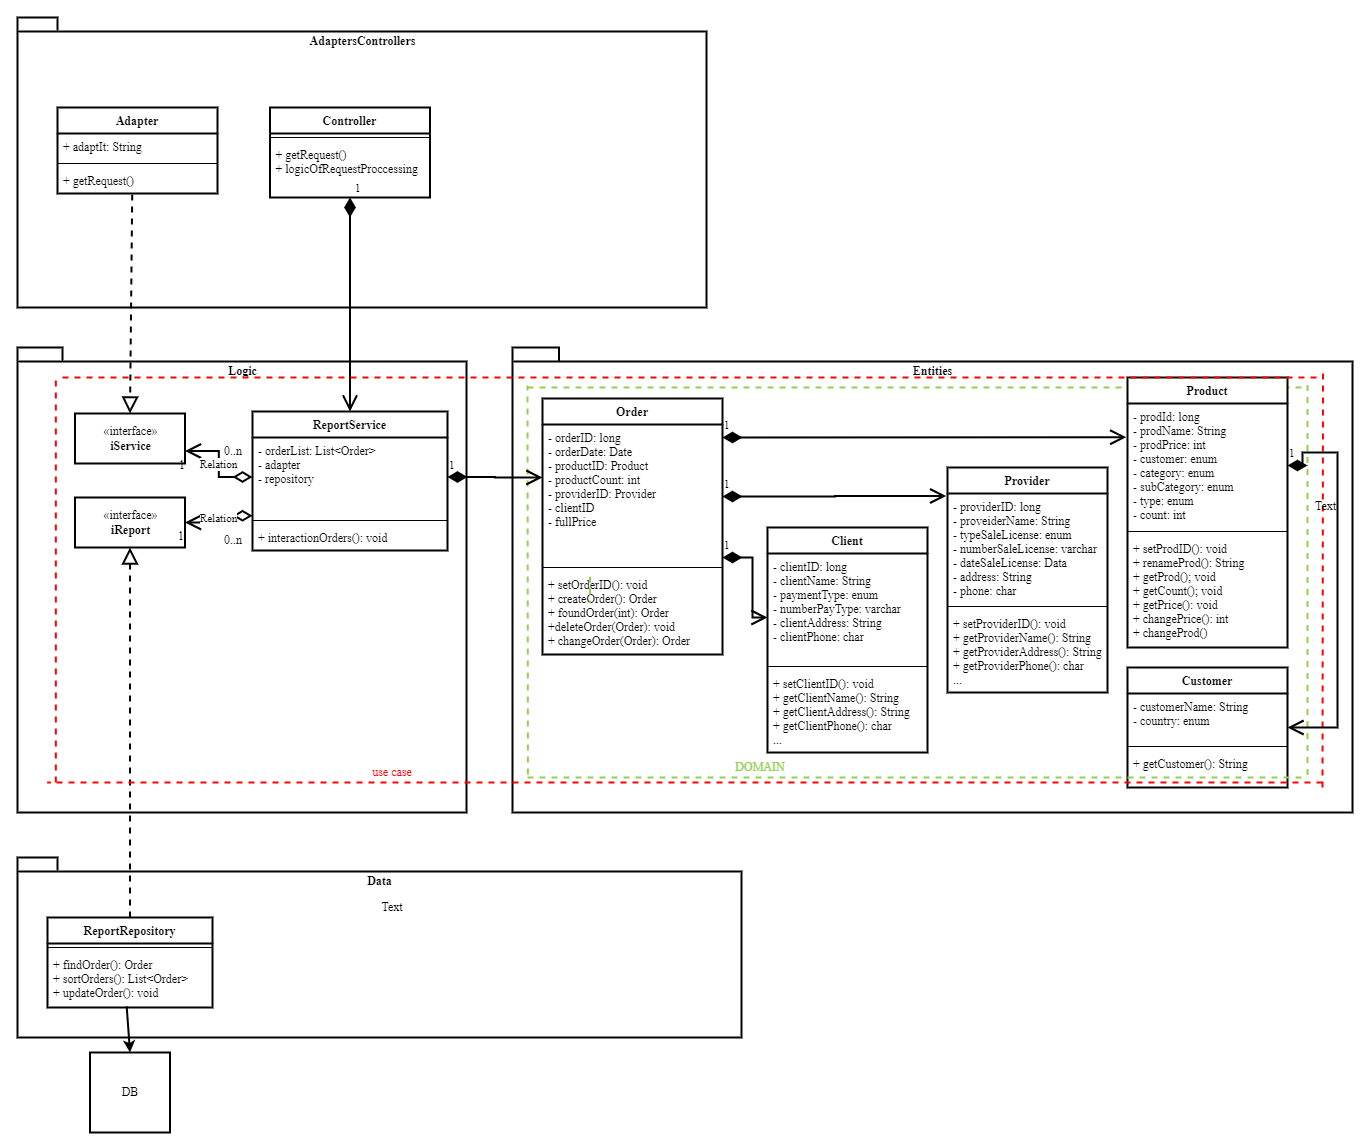 AdaptersControllers
Adapter
+ adaptIt: String
+ getRequest()
Controller
+ getRequest()
+ logicOfRequestProccessing
1
Logic
«interface»
iService
1
0..n
Relation
«interface»
iReport
1
Relation
0..n
ReportService
- orderList: List<Order>
- adapter
- repository
+ interactionOrders(): void
1
use case
Entities
Order
- orderID: long
- orderDate: Date
- productID: Product
- productCount: int
- providerID: Provider
- clientID
- fullPrice
+ setOrderID(): void
+ createOrder(): Order
+ foundOrder(int): Order
+deleteOrder(Order): void
+ changeOrder(Order): Order
1
1
1
Client
- clientID: long
- clientName: String
- paymentType: enum
- numberPayType: varchar
- clientAddress: String
- clientPhone: char
+ setClientID(): void
+ getClientName(): String
+ getClientAddress(): String
+ getClientPhone(): char
...
Provider
- providerID: long
- proveiderName: String
- typeSaleLicense: enum
- numberSaleLicense: varchar
- dateSaleLicense: Data
- address: String
- phone: char
+ setProviderID(): void
+ getProviderName(): String
+ getProviderAddress(): String
+ getProviderPhone(): char
...
Product
- prodId: long
- prodName: String
- prodPrice: int
- customer: enum
- category: enum
- subCategory: enum
- type: enum
- count: int
+ setProdID(): void
+ renameProd(): String
+ getProd(); void
+ getCount(); void
+ getPrice(): void
+ changePrice(): int
+ changeProd()
1
Text
Customer
- customerName: String
- country: enum
+ getCustomer(): String
DOMAIN
Data
Text
ReportRepository
+ findOrder(): Order
+ sortOrders(): List<Order>
+ updateOrder(): void
DB